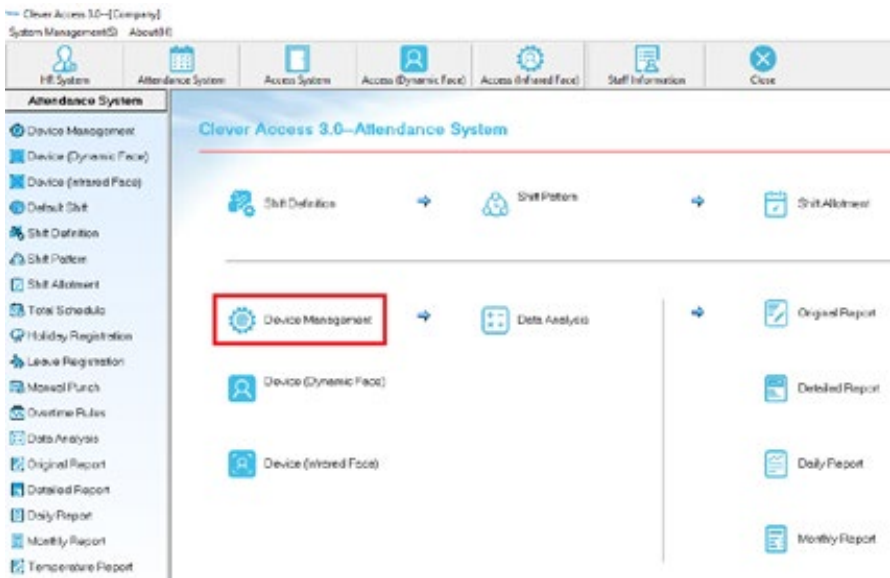 Clever Access 3.0--[Company]
System Management(S) About(H)
HR System Attendance System Access System Access (Dynamic Face) Access (Infrared Face) Staff Information Close
Attendance System
Device Management
Device (Dynamic Face)
Device (Infrared Face)
Default Shift
Shift Definition
Shift Pattern
Shift Allotment
Total Schedule
Holiday Registration
Leave Registration
Manual Punch
Overtime Rules
Data Analysis
Original Report
Detailed Report
Daily Report
Monthly Report
Temperature Report
Clever Access 3.0--Attendance System
Shift Definition Shift Pattern Shift Allotment
Device Management Data Analysis Original Report
Device (Dynamic Face) Detailed Report
Device (Infrared Face) Daily Report
Monthly Report